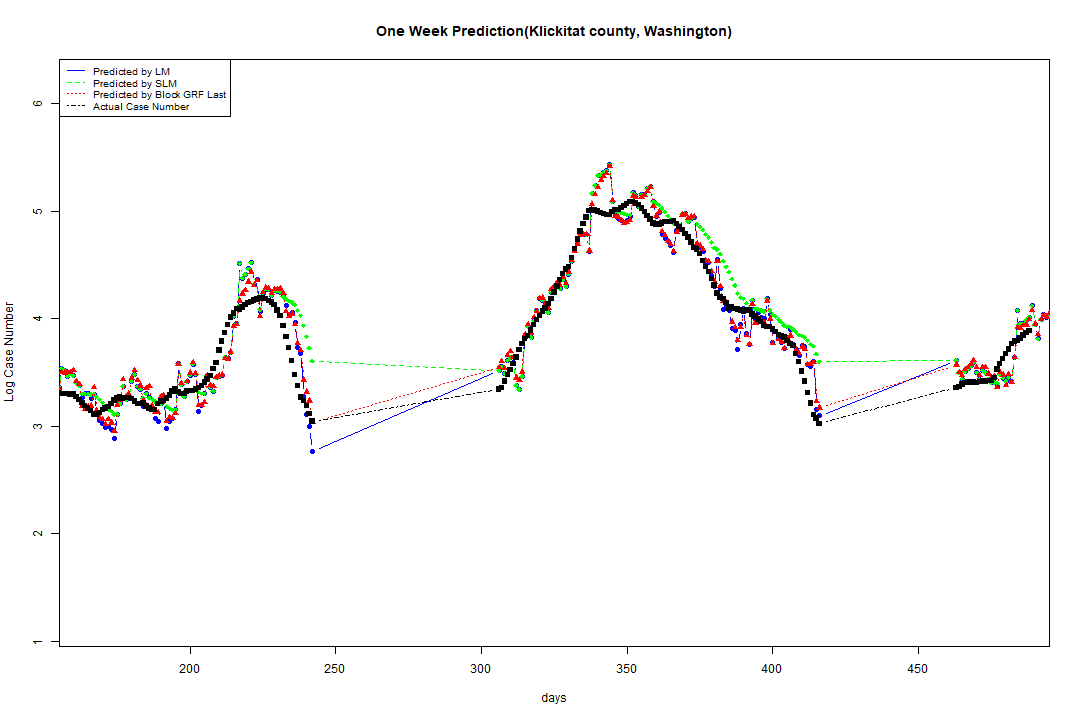 One Week Prediction(Klickitat county, Washington)
Predicted by LM
Predicted by SLM
Predicted by Block GRF Last
Actual Case Number
6
5
4
3
2
1
Log Case Number
200 250 300 350 400 450
days